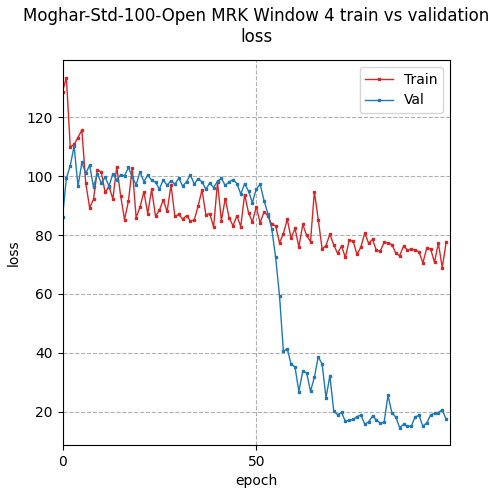 Moghar-Std-100-Open MRK Window 4 train vs validation
loss
Train
Val
120
100
80
60
40
20
loss
0
50
epoch